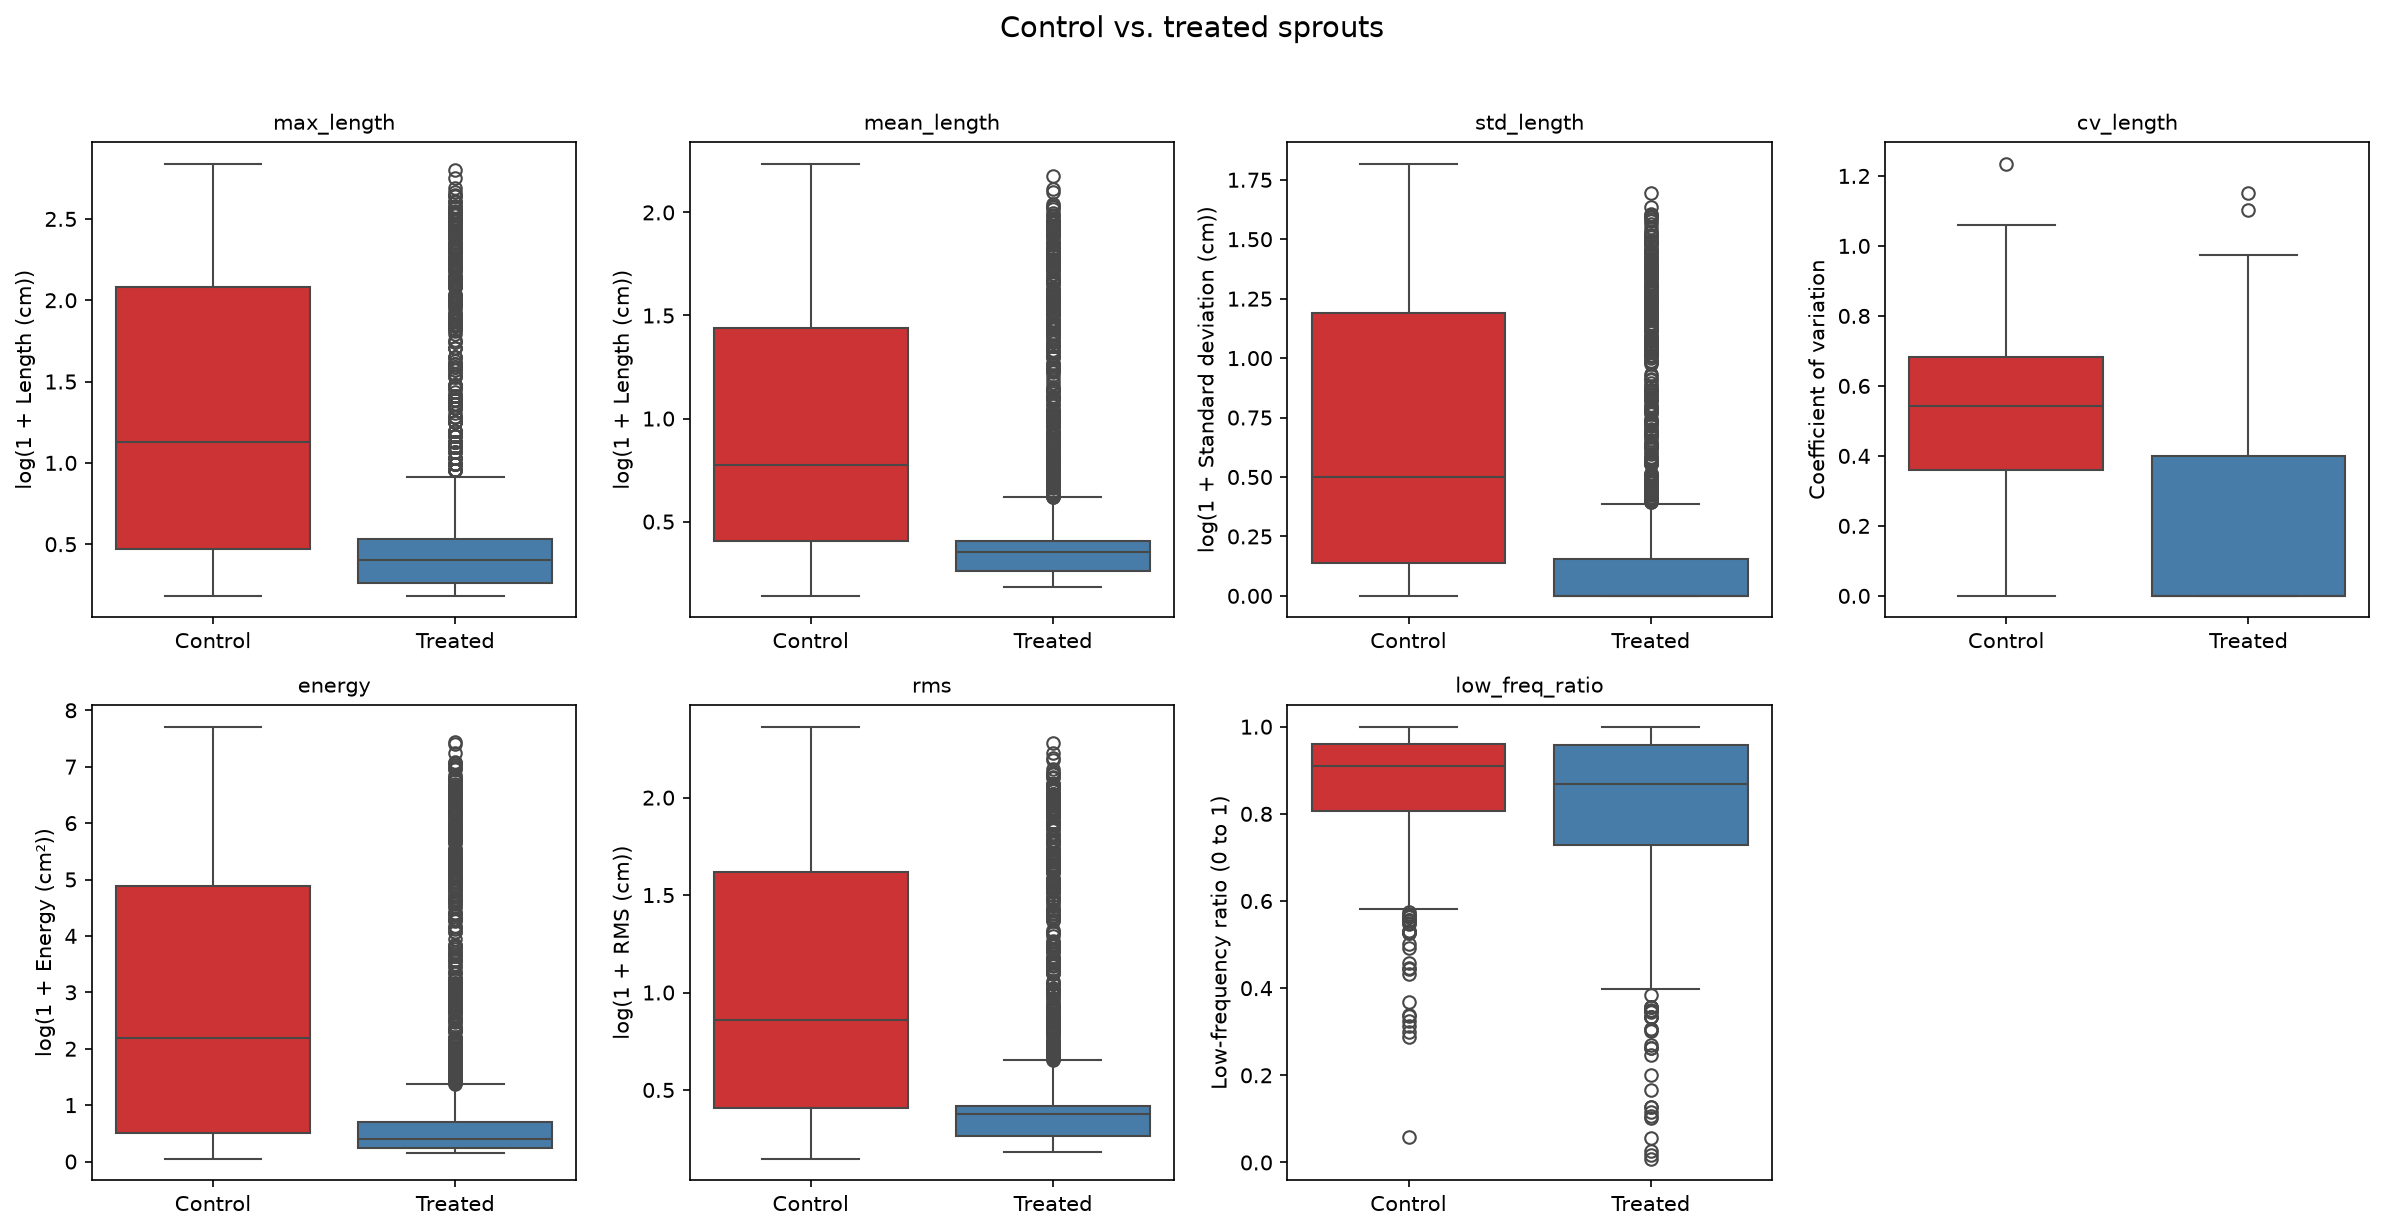 Control vs. treated sprouts
max_length
log(1 + Length (cm))
2.5
2.0
1.5
1.0
0.5
Control Treated
mean_length
log(1 + Length (cm))
2.0
1.5
1.0
0.5
Control Treated
std_length
log(1 + Standard deviation (cm))
1.75
1.50
1.25
1.00
0.75
0.50
0.25
0.00
Control Treated
cv_length
Coefficient of variation
1.2
1.0
0.8
0.6
0.4
0.2
0.0
Control Treated
energy
log(1 + Energy (cm²))
8
7
6
5
4
3
2
1
0
Control Treated
rms
log(1 + RMS (cm))
2.0
1.5
1.0
0.5
Control Treated
low_freq_ratio
Low-frequency ratio (0 to 1)
1.0
0.8
0.6
0.4
0.2
0.0
Control Treated